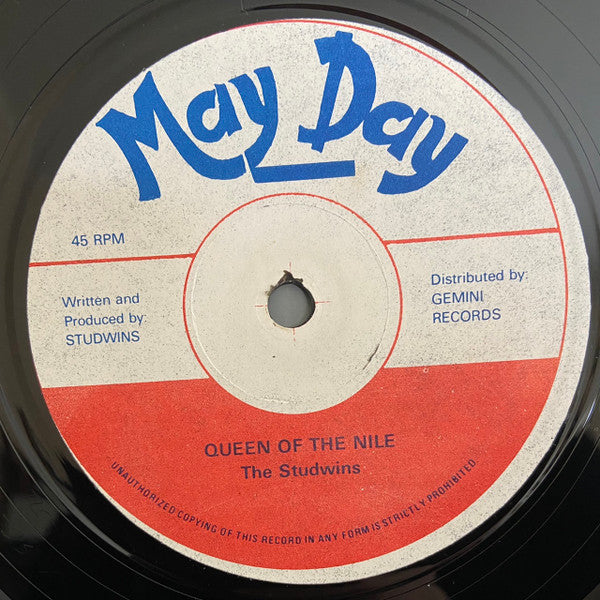 May Day
45 RPM
Written and
Produced by:
STUDWINS
Distributed by:
GEMINI
RECORDS
QUEEN OF THE NILE
The Studwins
UNAUTHORIZED COPYING OF THIS RECORD IN ANY FORM IS STRICTLY PROHIBITED